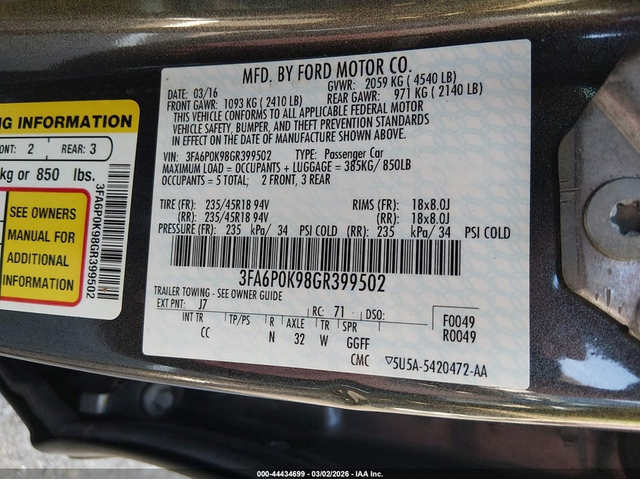 MFD. BY FORD MOTOR CO.
DATE: 03/16
GVWR: 2059 KG ( 4540 LB)
FRONT GAWR: 1093 KG ( 2410 LB)
REAR GAWR: 971 KG ( 2140 LB)
THIS VEHICLE CONFORMS TO ALL APPLICABLE FEDERAL MOTOR
VEHICLE SAFETY, BUMPER, AND THEFT PREVENTION STANDARDS
IN EFFECT ON THE DATE OF MANUFACTURE SHOWN ABOVE.
VIN: 3FA6P0K98GR399502 TYPE: Passenger Car
MAXIMUM LOAD = OCCUPANTS + LUGGAGE = 385KG/ 850LB
OCCUPANTS = 5 TOTAL; 2 FRONT, 3 REAR
TIRE (FR): 235/45R18 94V RIMS (FR): 18x8.0J
(RR): 235/45R18 94V (RR): 18x8.0J
PRESSURE (FR): 235 kPa/ 34 PSI COLD (RR): 235 kPa/ 34 PSI COLD
3FA6P0K98GR399502
TRAILER TOWING - SEE OWNER GUIDE
EXT PNT: J7 RC: 71 DSO: F0049
R0049
INT TR TP/PS R AXLE TR SPR
CC N 32 W GGFF
CMC ▽5U5A-5420472-AA
NG INFORMATION
ONT: 2 REAR: 3
kg or 850 lbs.
SEE OWNERS
MANUAL FOR
ADDITIONAL
INFORMATION
3FA6P0K98GR399502
000-44434699 | 03/02/2026 - IAA Inc.